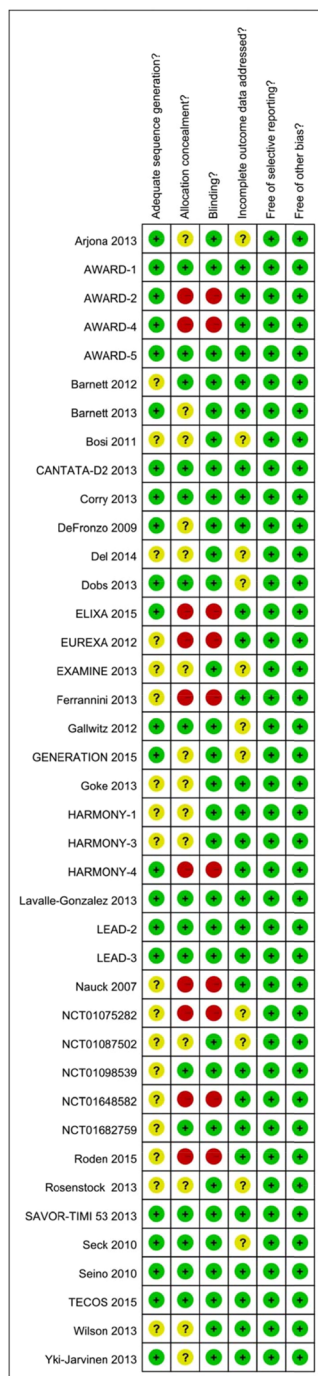 Adequate sequence generation?
Allocation concealment?
Blinding?
Incomplete outcome data addressed?
Free of selective reporting?
Free of other bias?
Arjona 2013 + ? + ? + +
AWARD-1 + + + + + +
AWARD-2 + + + +
AWARD-4 + + + +
AWARD-5 + + + + + +
Barnett 2012 ? + + + + +
Barnett 2013 + ? + + + +
Bosi 2011 ? ? + ? + +
CANTATA-D2 2013 + + + + + +
Corry 2013 + + + + + +
DeFronzo 2009 + ? + + + +
Del 2014 ? ? + ? + +
Dobs 2013 + + + ? + +
ELIXA 2015 + + + +
EUREXA 2012 ? + + +
EXAMINE 2013 ? ? + ? + +
Ferrannini 2013 ? + + +
Gallwitz 2012 + + + ? + +
GENERATION 2015 + ? + ? + +
Goke 2013 ? ? + + + +
HARMONY-1 ? ? + + + +
HARMONY-3 ? ? + + + +
HARMONY-4 + + + +
Lavalle-Gonzalez 2013 + + + + + +
LEAD-2 + + + + + +
LEAD-3 + + + + + +
Nauck 2007 ? + + +
NCT01075282 ? ? + +
NCT01087502 ? ? + ? + +
NCT01098539 ? + + + + +
NCT01648582 ? + + +
NCT01682759 ? + + + + +
Roden 2015 ? + + +
Rosenstock 2013 ? ? + ? + +
SAVOR-TIMI 53 2013 + + + + + +
Seck 2010 + + + ? + +
Seino 2010 + + + + + +
TECOS 2015 + + + + + +
Wilson 2013 ? ? + + + +
Yki-Jarvinen 2013 + ? + + + +